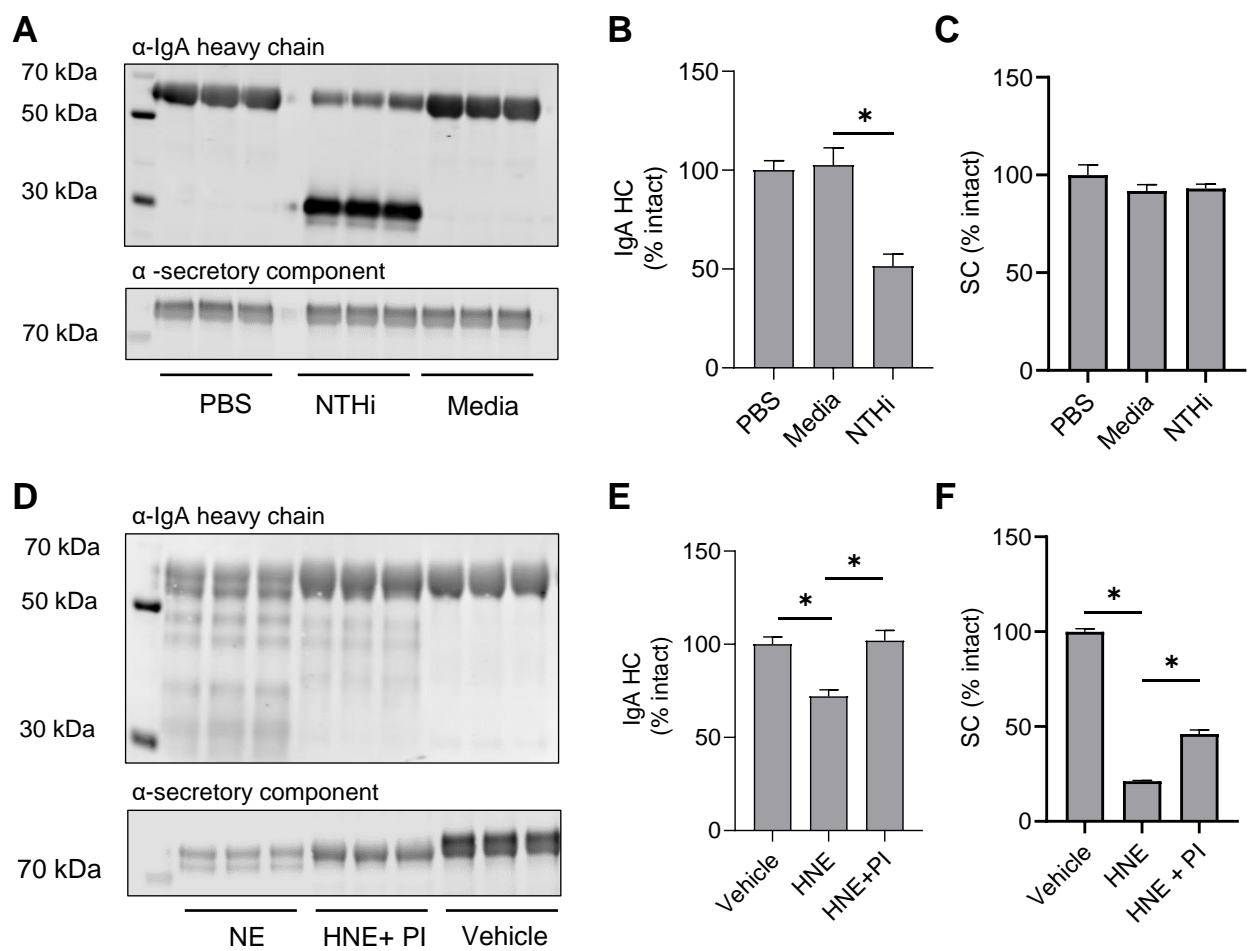 A
α-IgA heavy chain
70 kDa
50 kDa
30 kDa
α -secretory component
70 kDa
PBS
NTHi
Media
B
IgA HC
(% intact)
150
100
50
0
*
PBS
Media
NTHi
C
SC (% intact)
150
100
50
0
PBS
Media
NTHi
D
α-IgA heavy chain
70 kDa
50 kDa
30 kDa
α-secretory component
70 kDa
NE
HNE+ PI
Vehicle
E
IgA HC
(% intact)
150
100
50
0
*
*
Vehicle
HNE
HNE+PI
F
SC (% intact)
150
100
50
0
*
*
Vehicle
HNE
HNE + PI